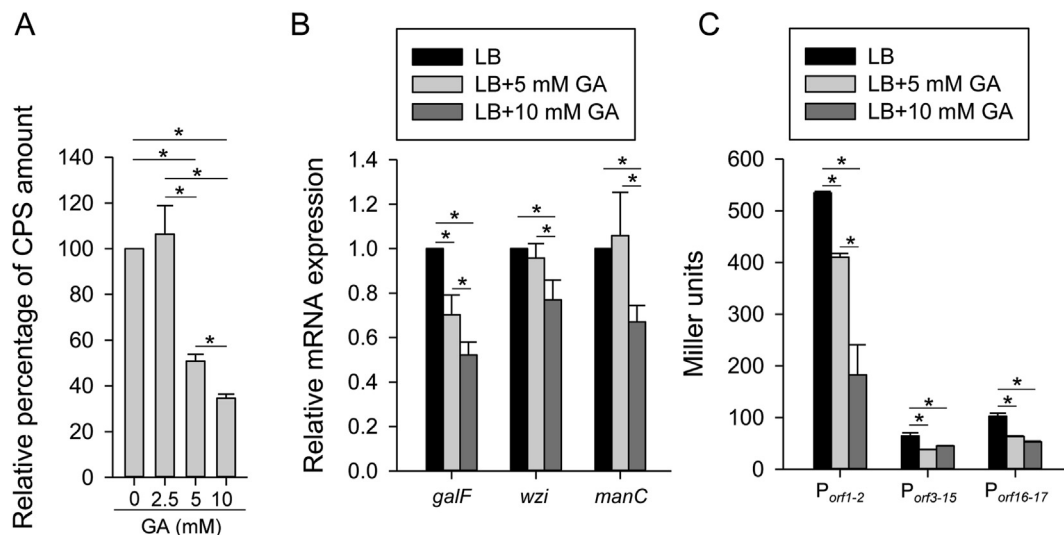 A
Relative percentage of CPS amount
140
120
100
80
60
40
20
0
* * * * *
0 2.5 5 10
GA (mM)
B
LB
LB+5 mM GA
LB+10 mM GA
Relative mRNA expression
1.4
1.2
1.0
0.8
0.6
0.4
0.2
0.0
* * * * * * *
galF wzi manC
C
LB
LB+5 mM GA
LB+10 mM GA
Miller units
600
500
400
300
200
100
0
* * * * * * *
Porf1-2 Porf3-15 Porf16-17